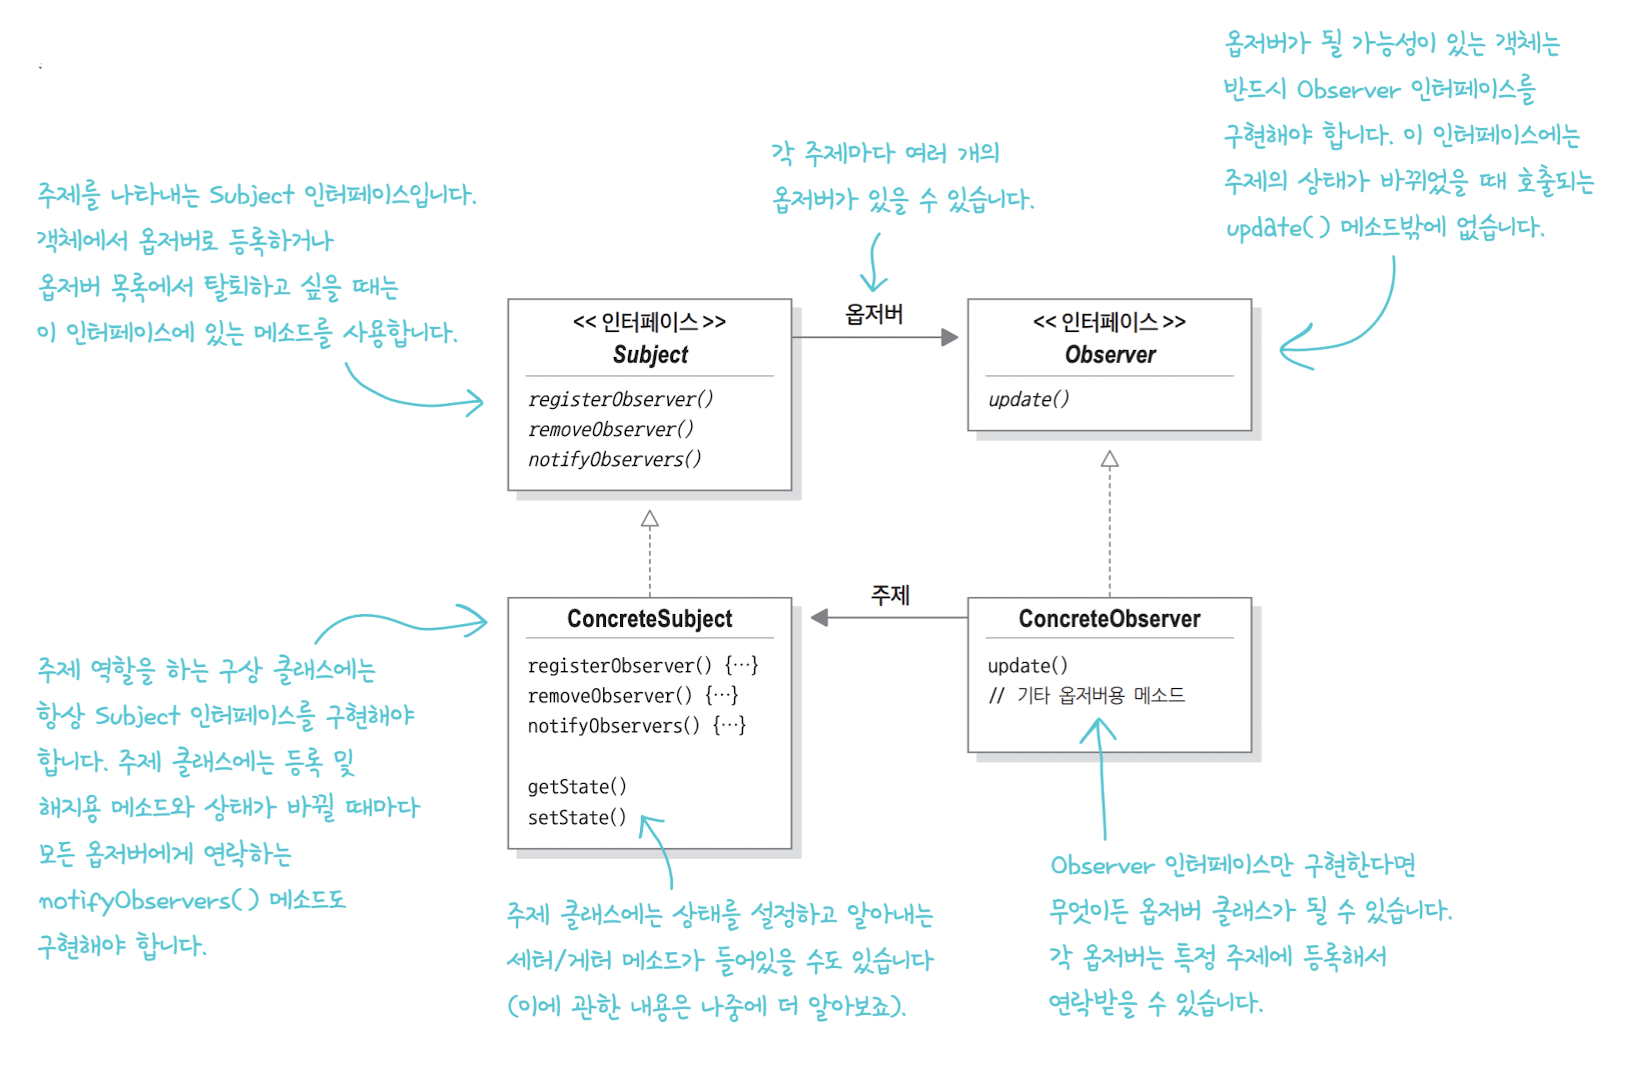 옵저버가 될 가능성이 있는 객체는
반드시 Observer 인터페이스를
구현해야 합니다. 이 인터페이스에는
주제의 상태가 바뀌었을 때 호출되는
update() 메소드밖에 없습니다.
각 주제마다 여러 개의
옵저버가 있을 수 있습니다.
주제를 나타내는 Subject 인터페이스입니다.
객체에서 옵저버로 등록하거나
옵저버 목록에서 탈퇴하고 싶을 때는
이 인터페이스에 있는 메소드를 사용합니다.
<< 인터페이스 >>
Subject
registerObserver()
removeObserver()
notifyObservers()
옵저버
<< 인터페이스 >>
Observer
update()
주제 역할을 하는 구상 클래스에는
항상 Subject 인터페이스를 구현해야
합니다. 주제 클래스에는 등록 및
해지용 메소드와 상태가 바뀔 때마다
모든 옵저버에게 연락하는
notifyObservers() 메소드도
구현해야 합니다.
ConcreteSubject
registerObserver() {…}
removeObserver() {…}
notifyObservers() {…}
getState()
setState()
주제
ConcreteObserver
update()
// 기타 옵저버용 메소드
주제 클래스에는 상태를 설정하고 알아내는
세터/게터 메소드가 들어있을 수도 있습니다
(이에 관한 내용은 나중에 더 알아보죠).
Observer 인터페이스만 구현한다면
무엇이든 옵저버 클래스가 될 수 있습니다.
각 옵저버는 특정 주제에 등록해서
연락받을 수 있습니다.